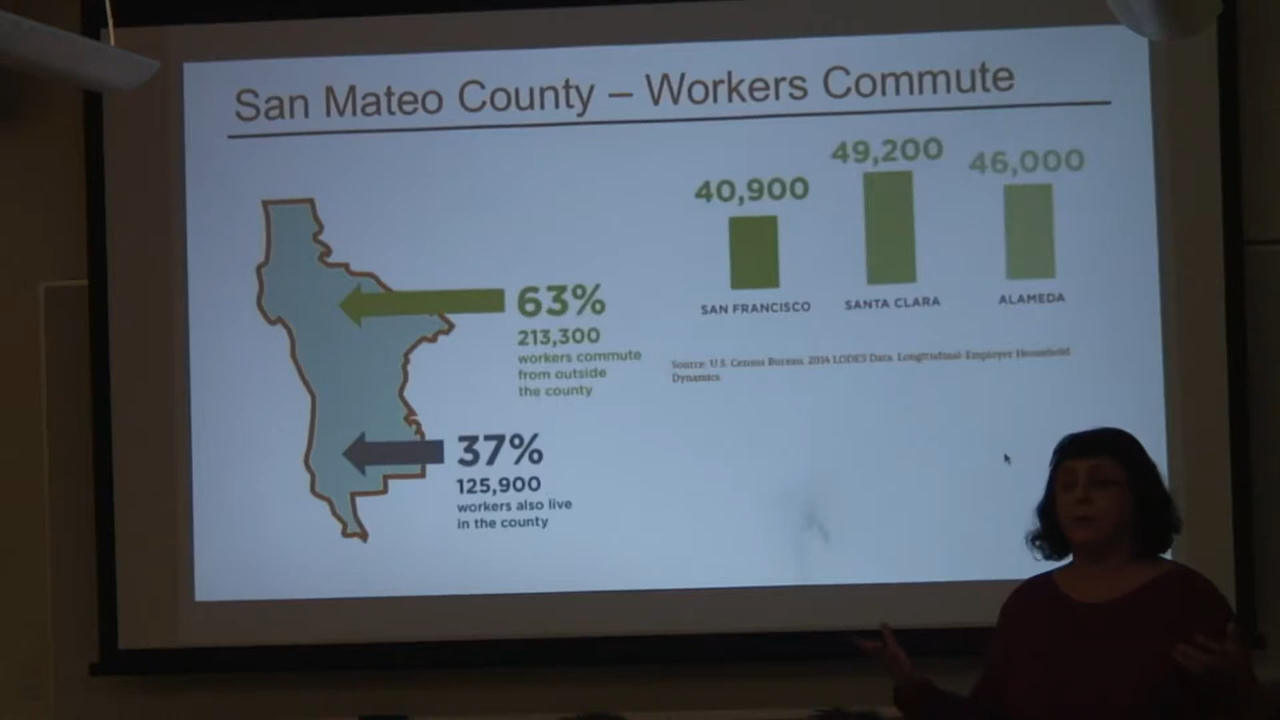 San Mateo County – Workers Commute
63%
213,300
workers commute
from outside
the county
37%
125,900
workers also live
in the county
40,900
49,200
46,000
SAN FRANCISCO
SANTA CLARA
ALAMEDA
Source: U.S. Census Bureau, 2014 LODES Data. Longitudinal-Employer Household
Dynamics